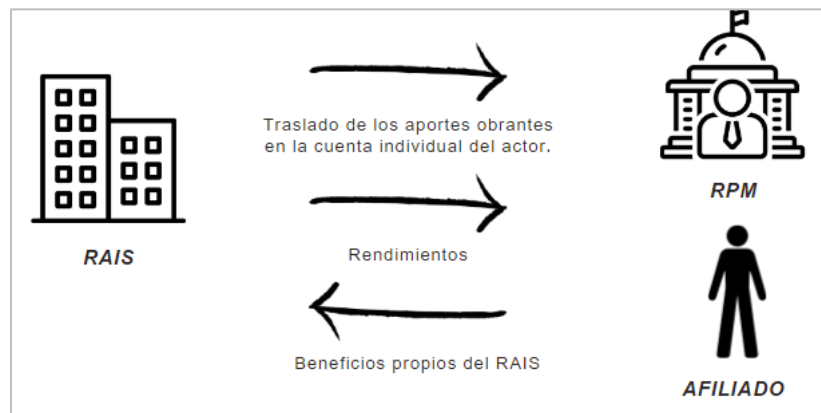 Traslado de los aportes obrantes
en la cuenta individual del actor.
RPM
RAIS
Rendimientos
Beneficios propios del RAIS
AFILIADO